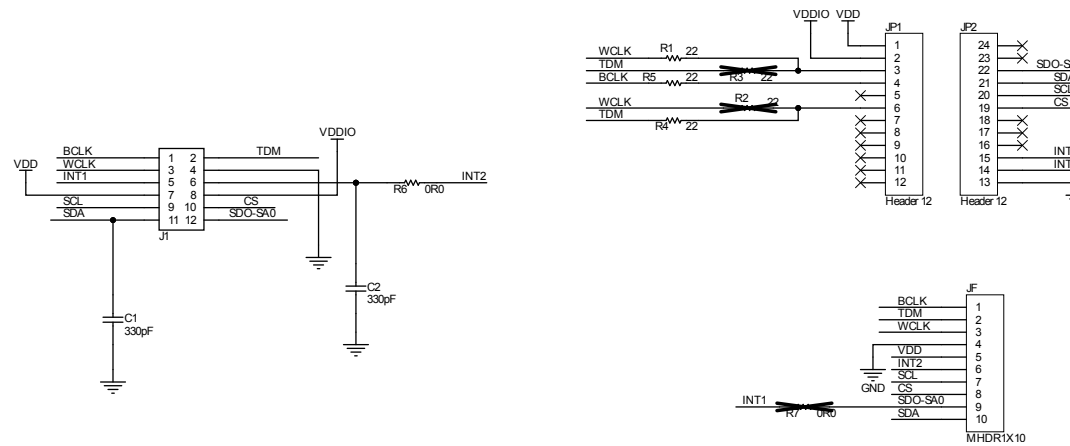 VDDIO VDD
JP1 JP2
WCLK R1 22 1 24
TDM 2 23
R3 22 3 22 SDO-S
BCLK R5 22 4 21 SDA
5 20 SCL
WCLK R2 22 6 19 CS
TDM 7 18
R4 22 8 17
9 16
10 15 INT
11 14 INT
12 13
Header 12 Header 12
VDDIO
BCLK 1 2 TDM
VDD WCLK 3 4
INT1 5 6 R6 0R0 INT2
7 8
SCL 9 10 CS
SDA 11 12 SDO-SA0
J1
C2
330pF
C1
330pF
JF
BCLK 1
TDM 2
WCLK 3
4
VDD 5
INT2 6
SCL 7
GND CS 8
INT1 R7 0R0 SDO-SA0 9
SDA 10
MHDR1X10